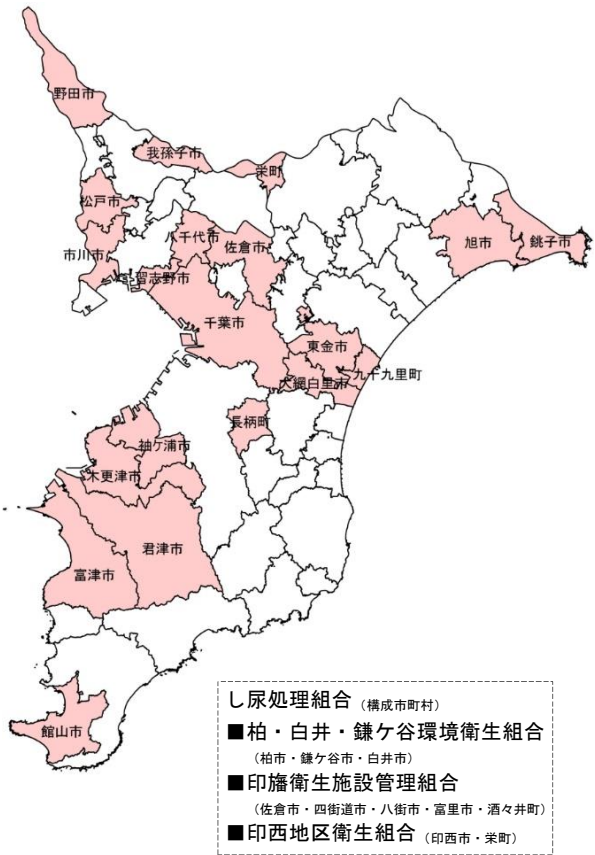 野田市
我孫子市
栄町
松戸市
八千代市
佐倉市
旭市
銚子市
市川市
習志野市
千葉市
東金市
九十九里町
大網白里市
長柄町
袖ケ浦市
木更津市
君津市
富津市
館山市
し尿処理組合（構成市町村）
■柏・白井・鎌ケ谷環境衛生組合
（柏市・鎌ケ谷市・白井市）
■印旛衛生施設管理組合
（佐倉市・四街道市・八街市・富里市・酒々井町）
■印西地区衛生組合（印西市・栄町）